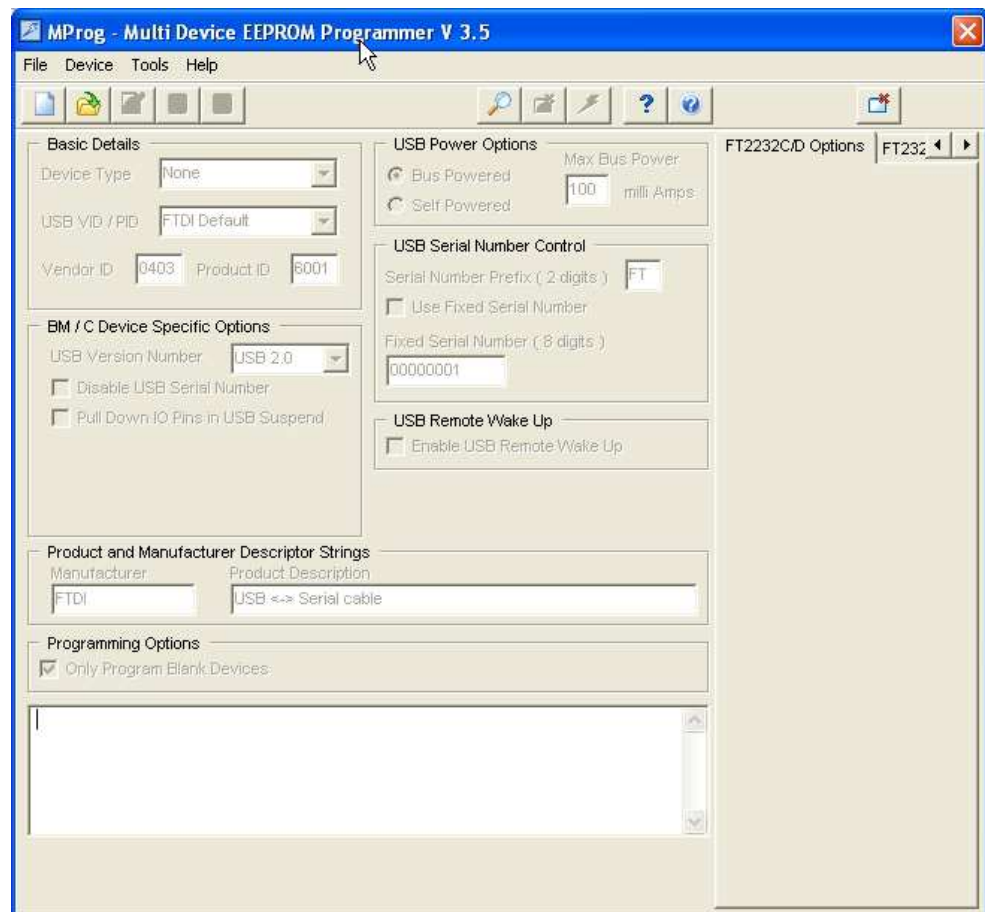 MProg - Multi Device EEPROM Programmer V 3.5
File Device Tools Help
Basic Details
Device Type None
USB VID / PID FTDI Default
Vendor ID 0403 Product ID 6001
BM / C Device Specific Options
USB Version Number USB 2.0
Disable USB Serial Number
Pull Down IO Pins in USB Suspend
USB Power Options
Bus Powered
Self Powered
Max Bus Power
100 milli Amps
USB Serial Number Control
Serial Number Prefix ( 2 digits ) FT
Use Fixed Serial Number
Fixed Serial Number ( 8 digits )
00000001
USB Remote Wake Up
Enable USB Remote Wake Up
FT2232C/D Options FT232
Product and Manufacturer Descriptor Strings
Manufacturer Product Description
FTDI USB <-> Serial cable
Programming Options
Only Program Blank Devices